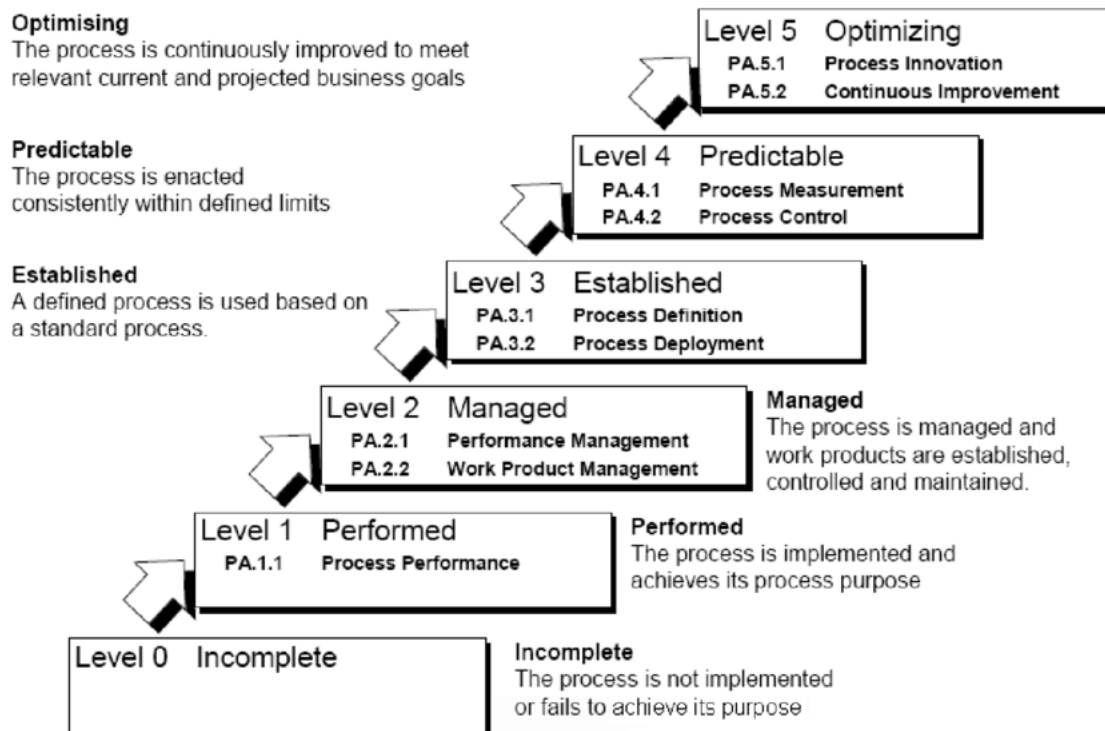 Optimising
The process is continuously improved to meet
relevant current and projected business goals
Level 5 Optimizing
PA.5.1 Process Innovation
PA.5.2 Continuous Improvement
Predictable
The process is enacted
consistently within defined limits
Level 4 Predictable
PA.4.1 Process Measurement
PA.4.2 Process Control
Established
A defined process is used based on
a standard process.
Level 3 Established
PA.3.1 Process Definition
PA.3.2 Process Deployment
Level 2 Managed
PA.2.1 Performance Management
PA.2.2 Work Product Management
Managed
The process is managed and
work products are established,
controlled and maintained.
Level 1 Performed
PA.1.1 Process Performance
Performed
The process is implemented and
achieves its process purpose
Level 0 Incomplete
Incomplete
The process is not implemented
or fails to achieve its purpose